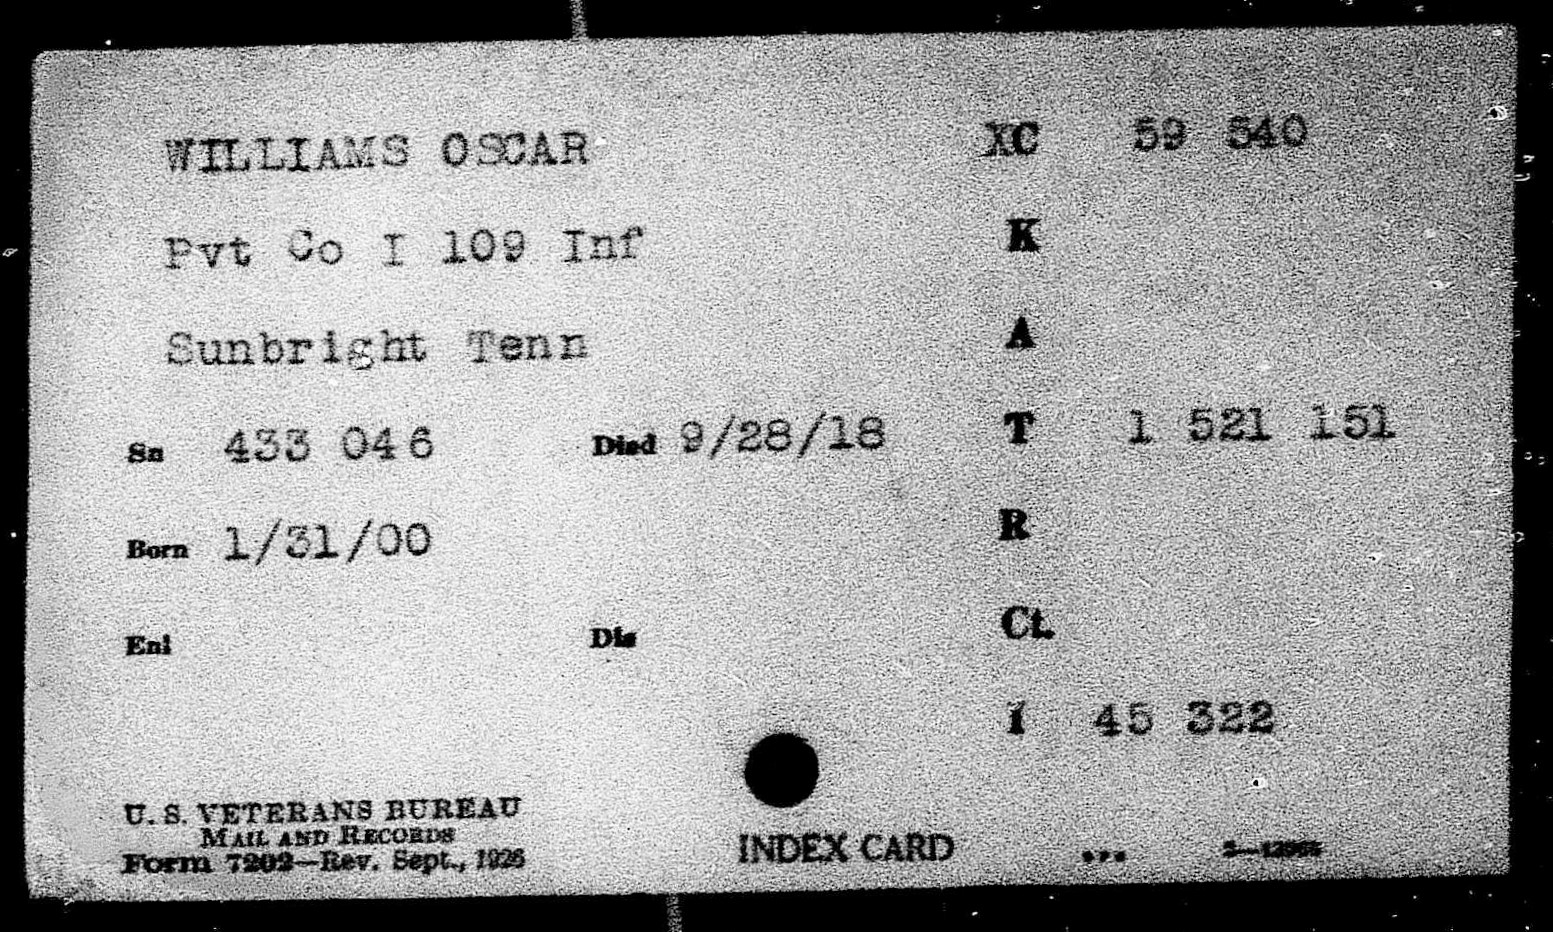 WILLIAMS OSCAR XC 59 540
Pvt Co I 109 Inf K
Sunbright Tenn A
Sn 433 046 Died 9/28/18 T 1 521 151
Born 1/31/00 R
Enl Dis Ct.
I 45 322
U. S. VETERANS BUREAU
MAIL AND RECORDS
Form 7202—Rev. Sept., 1926 INDEX CARD